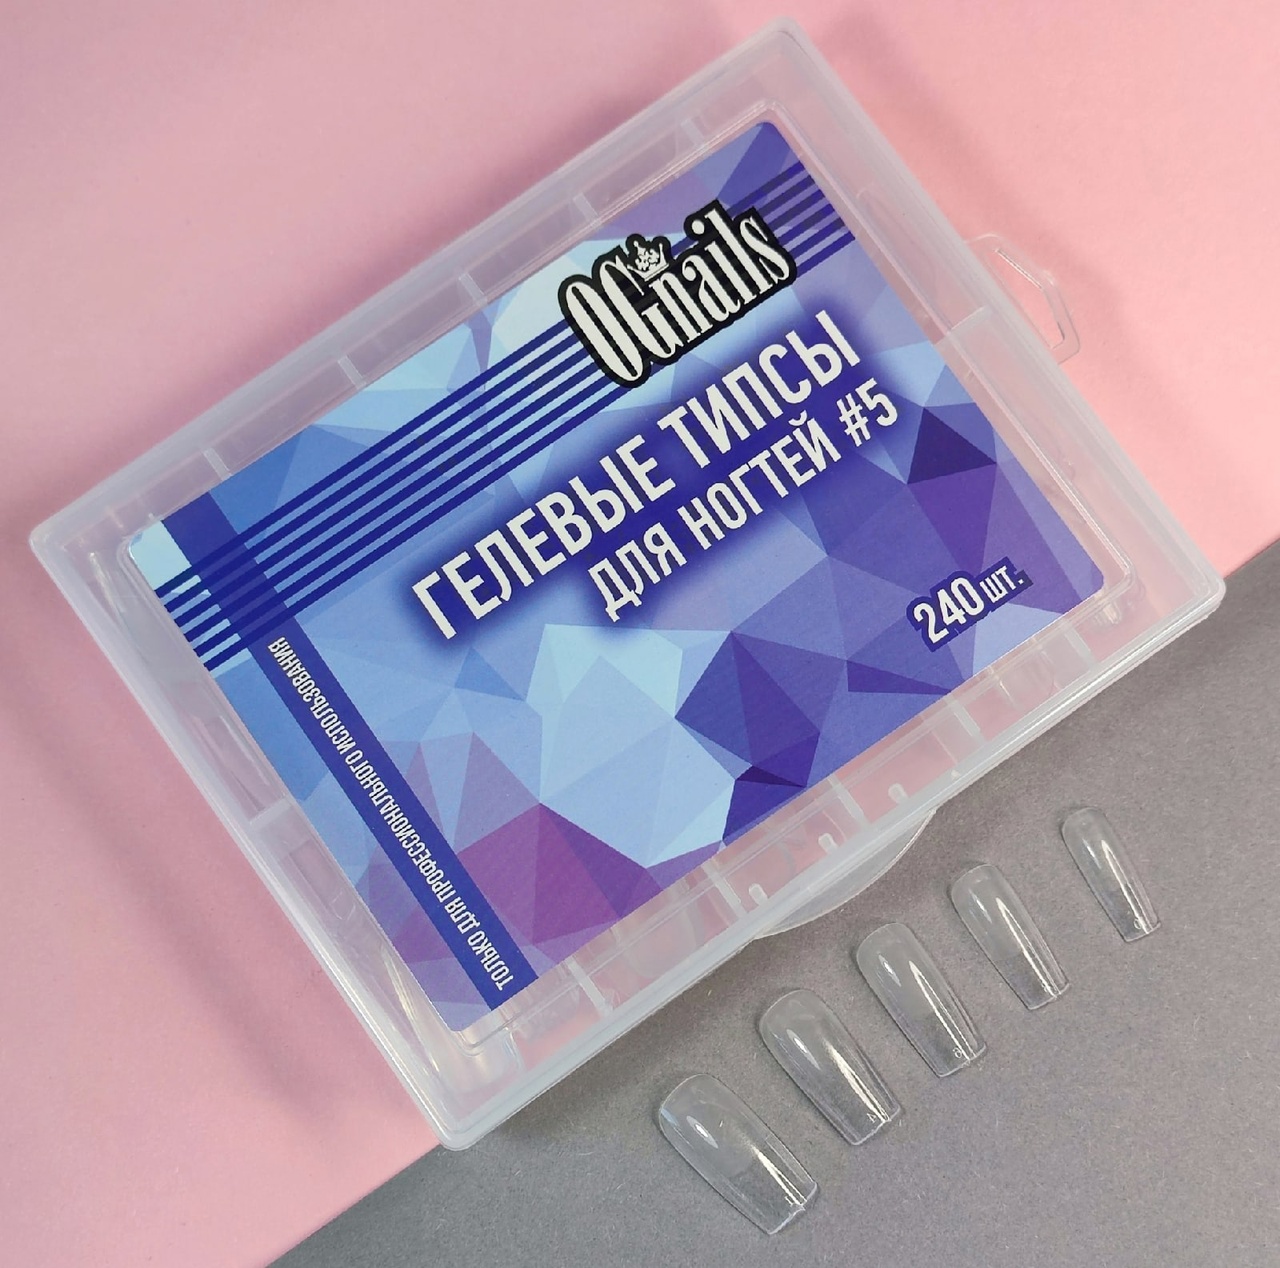 OGnails
ГЕЛЕВЫЕ ТИПСЫ
ДЛЯ НОГТЕЙ #5
240 шт.
ТОЛЬКО ДЛЯ ПРОФЕССИОНАЛЬНОГО ИСПОЛЬЗОВАНИЯ